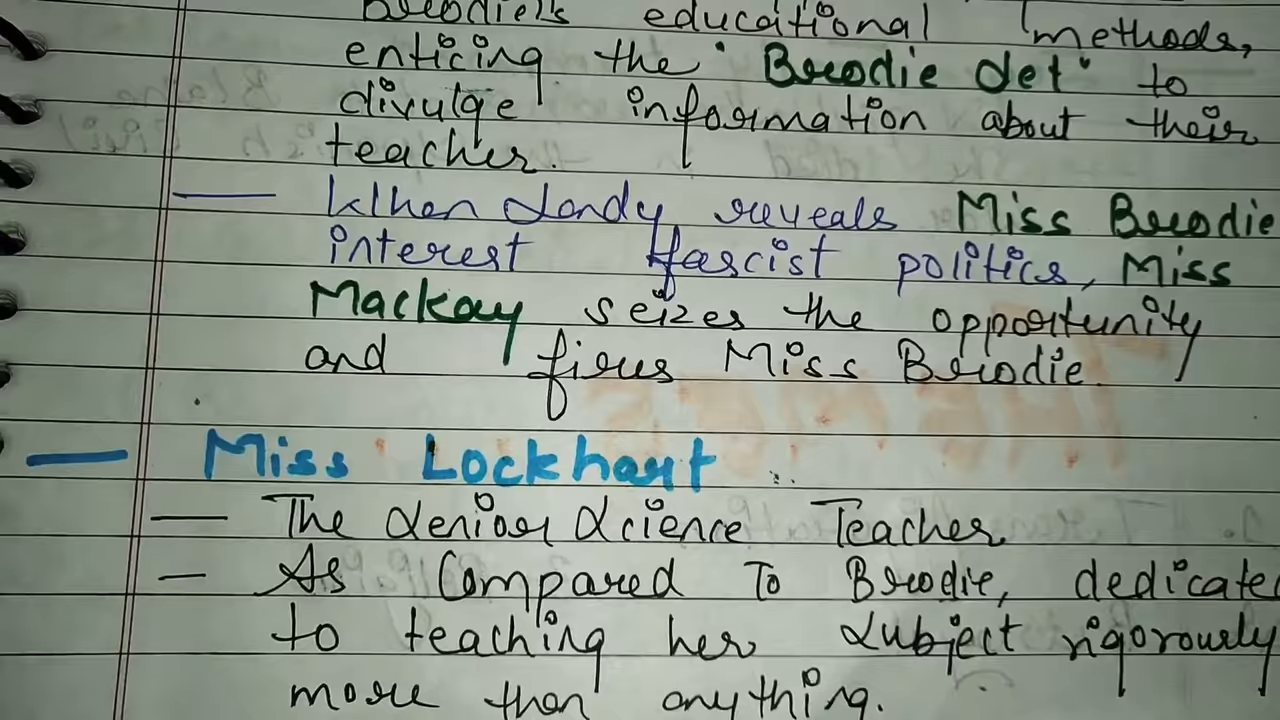 Brodie's educational methods,
enticing the "Brodie Set" to
divulge information about their
teacher.
— When Sandy reveals Miss Brodie
interest fascist politics, Miss
Mackay seizes the opportunity
and fires Miss Brodie.
— Miss Lockhart :
— The Senior Science Teacher
— As Compared To Brodie, dedicated
to teaching her subject rigorously
more than anything.